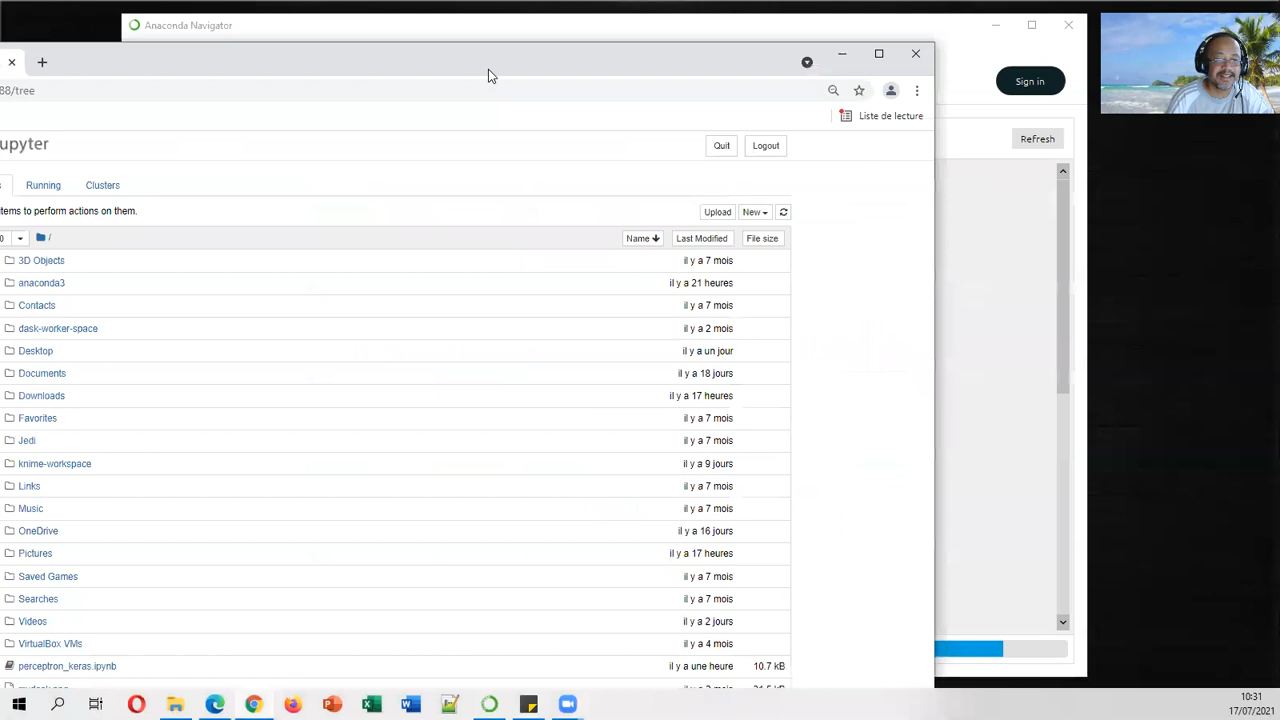 Anaconda Navigator
88/tree
Sign in
Liste de lecture
upyter
Quit
Logout
Refresh
s
Running
Clusters
items to perform actions on them.
Upload
New
0
/
Name
Last Modified
File size
3D Objects
il y a 7 mois
anaconda3
il y a 21 heures
Contacts
il y a 7 mois
dask-worker-space
il y a 2 mois
Desktop
il y a un jour
Documents
il y a 18 jours
Downloads
il y a 17 heures
Favorites
il y a 7 mois
Jedi
il y a 7 mois
knime-workspace
il y a 9 jours
Links
il y a 7 mois
Music
il y a 7 mois
OneDrive
il y a 16 jours
Pictures
il y a 17 heures
Saved Games
il y a 7 mois
Searches
il y a 7 mois
Videos
il y a 2 jours
VirtualBox VMs
il y a 4 mois
perceptron_keras.ipynb
il y a une heure
10.7 kB
10:31
17/07/2021